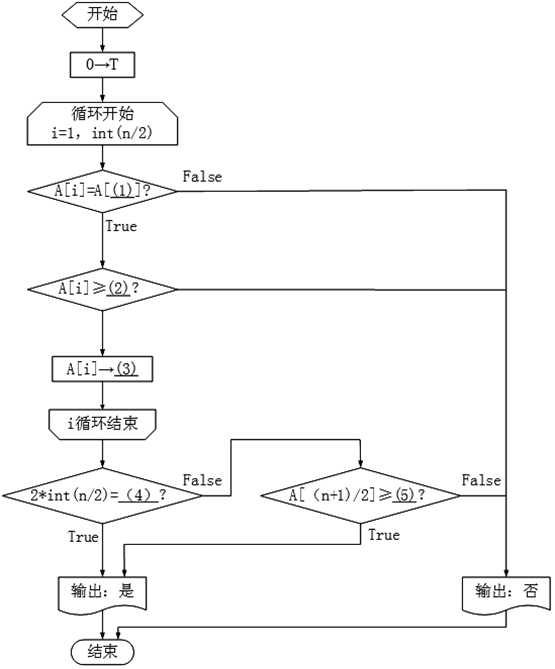 开始
0→T
循环开始
i=1，int(n/2)
A[i]=A[(1)]?
False
True
A[i]≥(2)?
A[i]→(3)
i循环结束
2*int(n/2)=(4)?
False
A[（n+1)/2]≥(5)?
False
True
True
输出：是
输出：否
结束